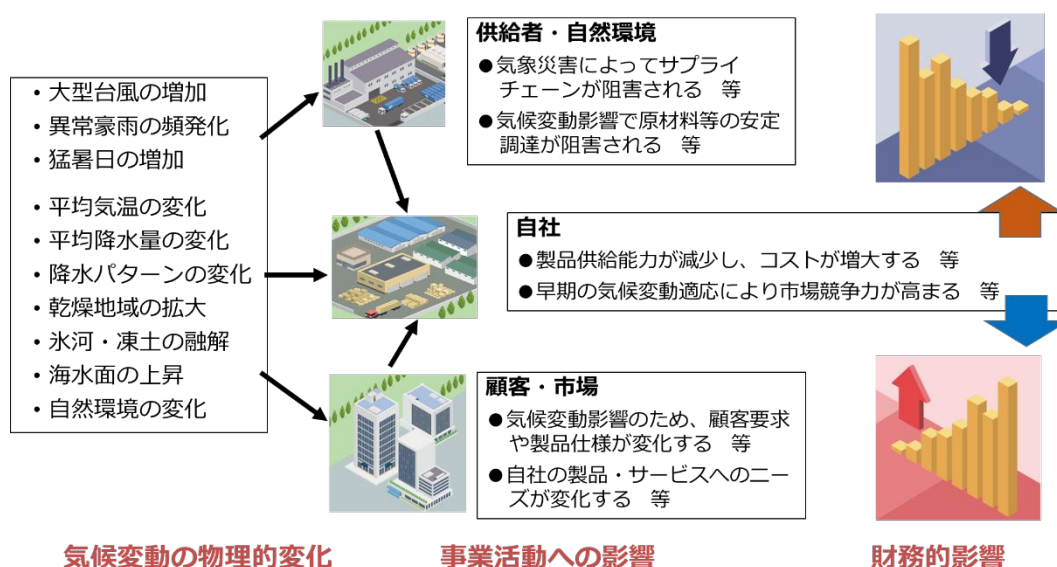 ・大型台風の増加
・異常豪雨の頻発化
・猛暑日の増加
・平均気温の変化
・平均降水量の変化
・降水パターンの変化
・乾燥地域の拡大
・氷河・凍土の融解
・海水面の上昇
・自然環境の変化
供給者・自然環境
●気象災害によってサプライ
チェーンが阻害される　等
●気候変動影響で原材料等の安定
調達が阻害される　等
自社
●製品供給能力が減少し、コストが増大する　等
●早期の気候変動適応により市場競争力が高まる　等
顧客・市場
●気候変動影響のため、顧客要求
や製品仕様が変化する　等
●自社の製品・サービスへのニー
ズが変化する　等
気候変動の物理的変化
事業活動への影響
財務的影響